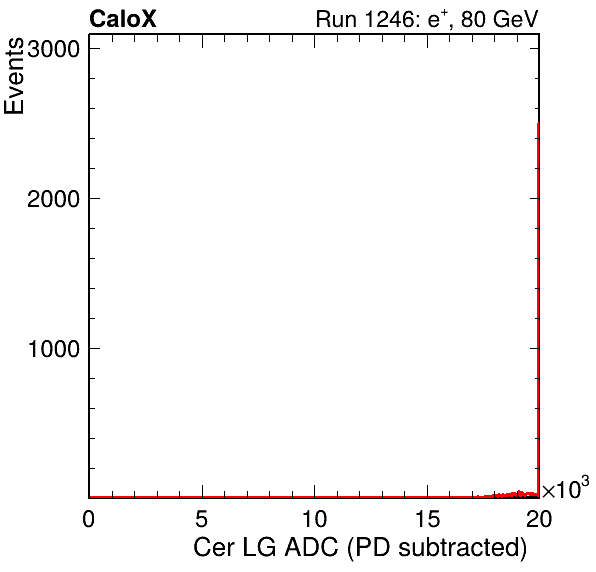 CaloX Run 1246: e⁺, 80 GeV
Events
3000
2000
1000
0 5 10 15 20
×10³
Cer LG ADC (PD subtracted)